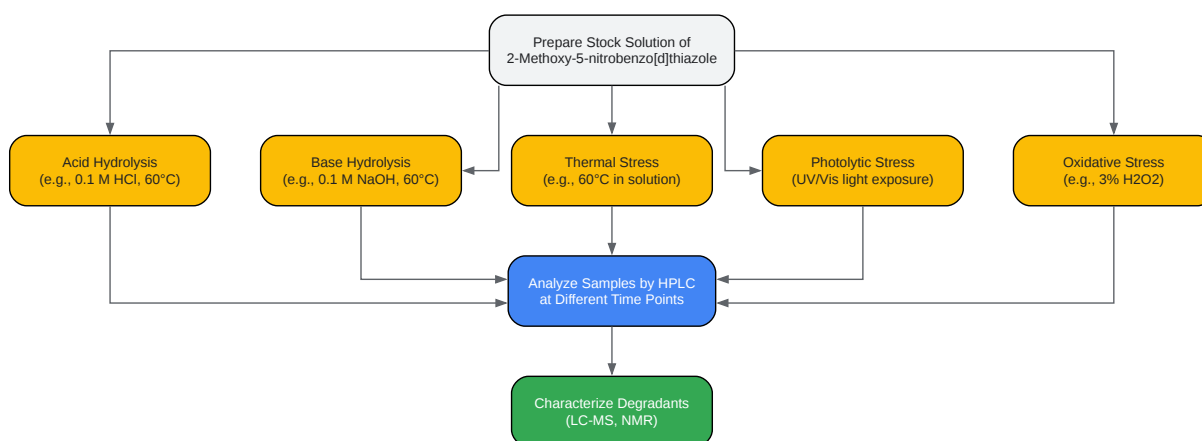 Prepare Stock Solution of
2-Methoxy-5-nitrobenzo[d]thiazole
Acid Hydrolysis
(e.g., 0.1 M HCl, 60°C)
Base Hydrolysis
(e.g., 0.1 M NaOH, 60°C)
Thermal Stress
(e.g., 60°C in solution)
Photolytic Stress
(UV/Vis light exposure)
Oxidative Stress
(e.g., 3% H2O2)
Analyze Samples by HPLC
at Different Time Points
Characterize Degradants
(LC-MS, NMR)